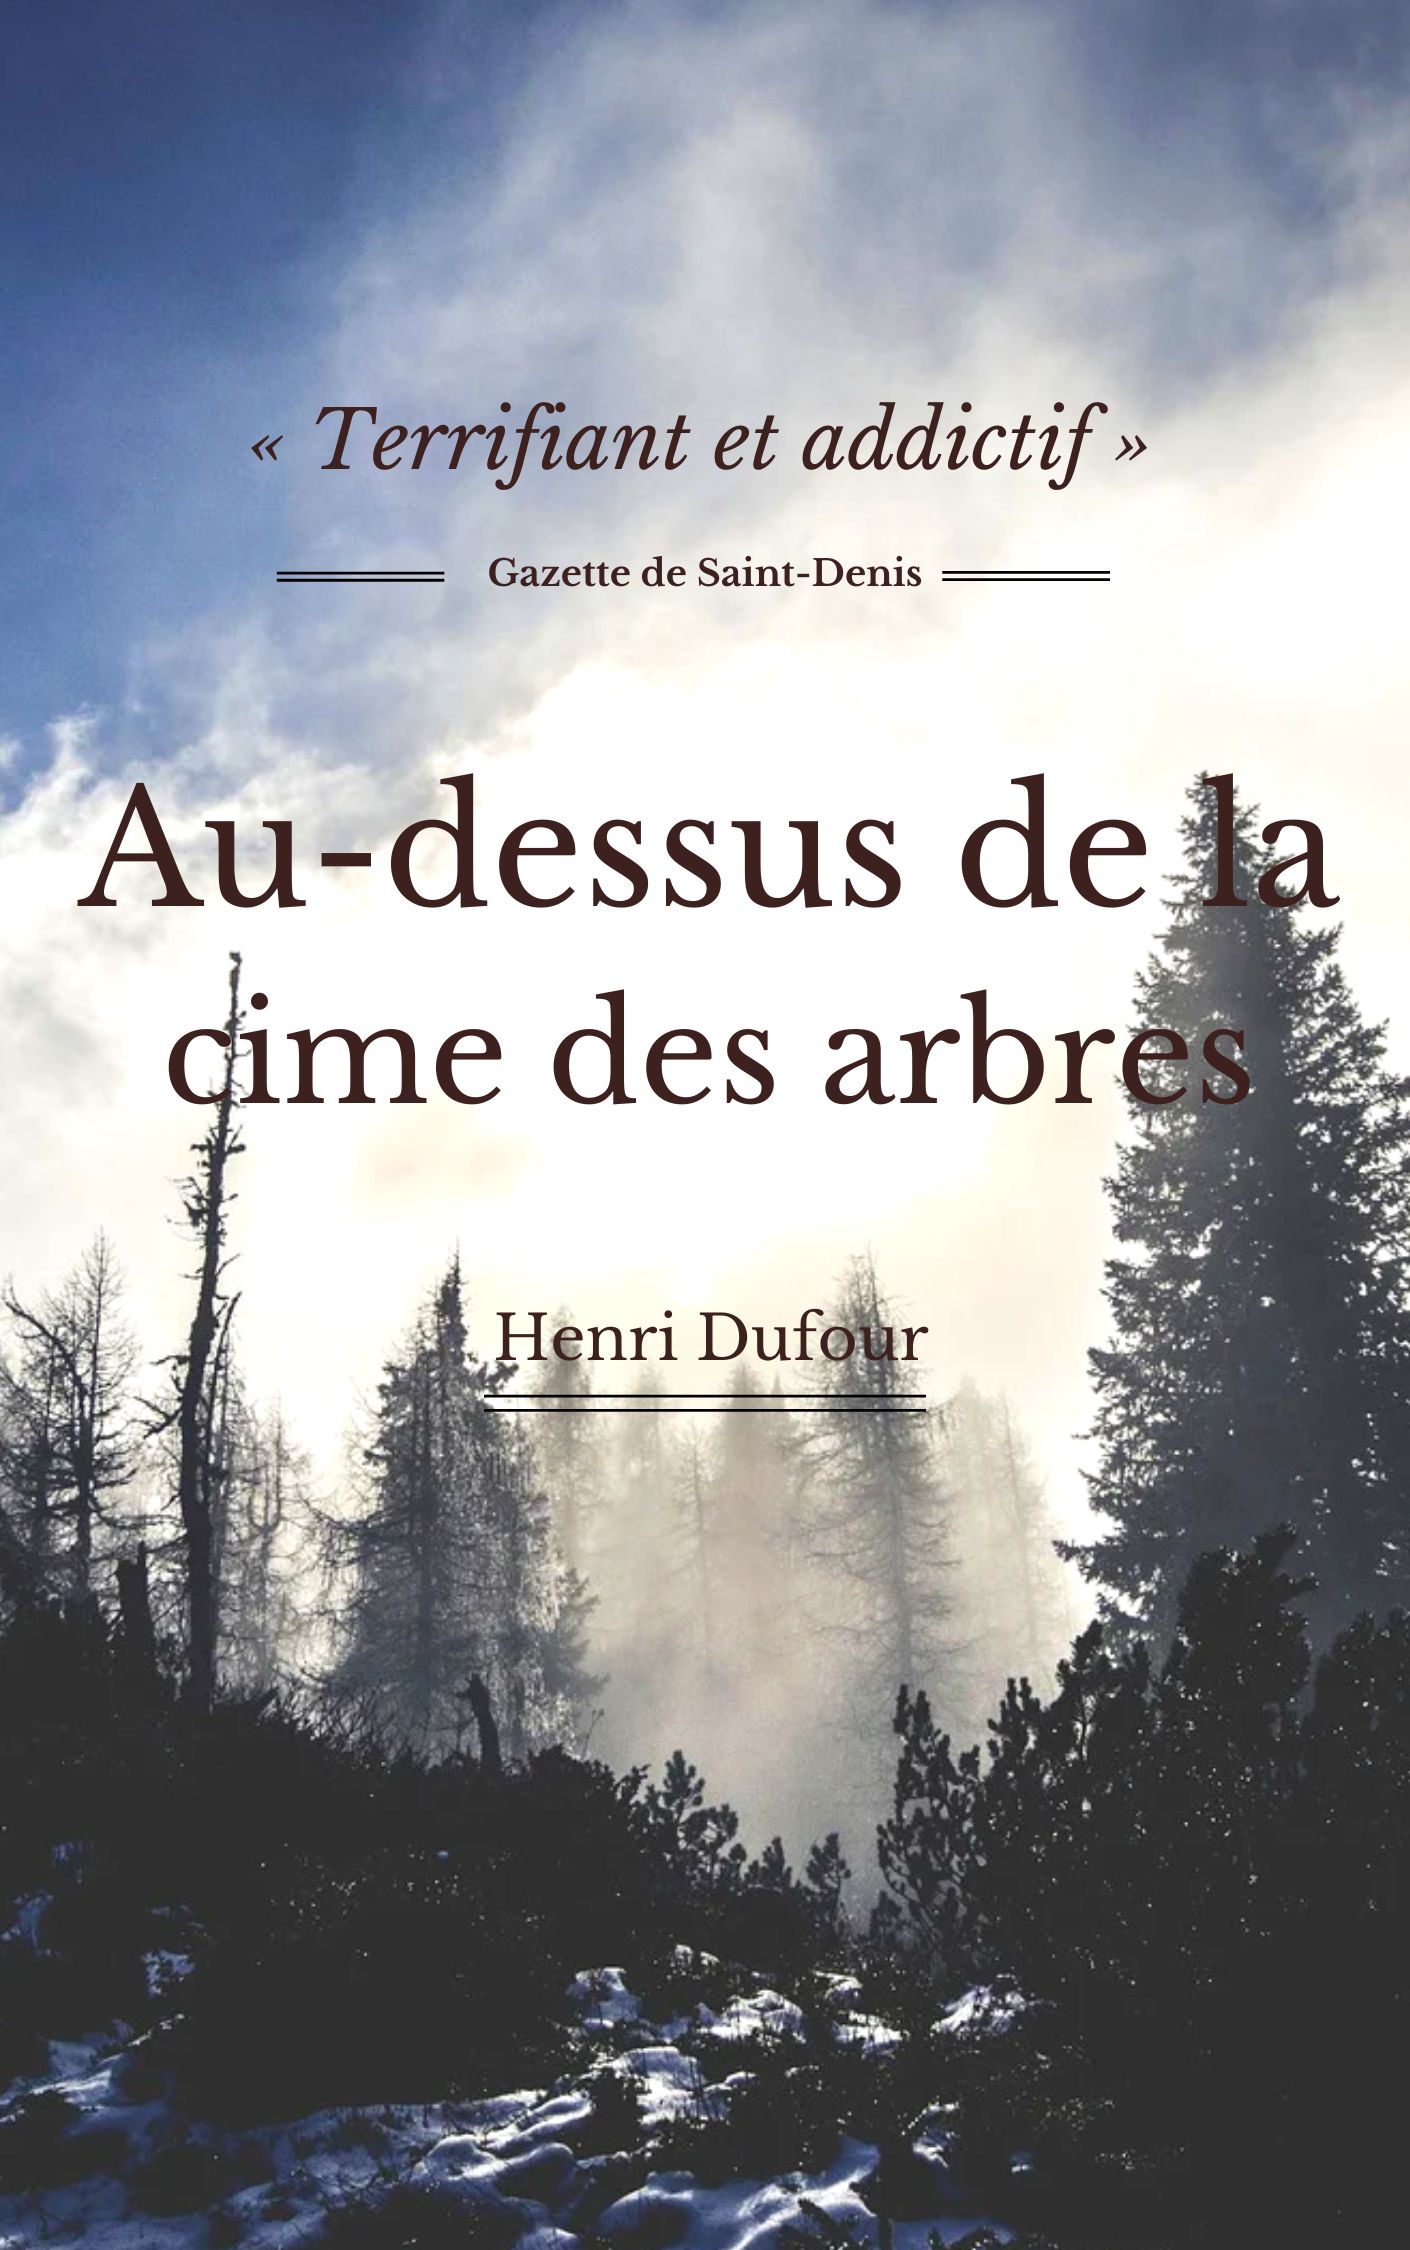 « Terrifiant et addictif »
Gazette de Saint-Denis
Au-dessus de la
cime des arbres
Henri Dufour